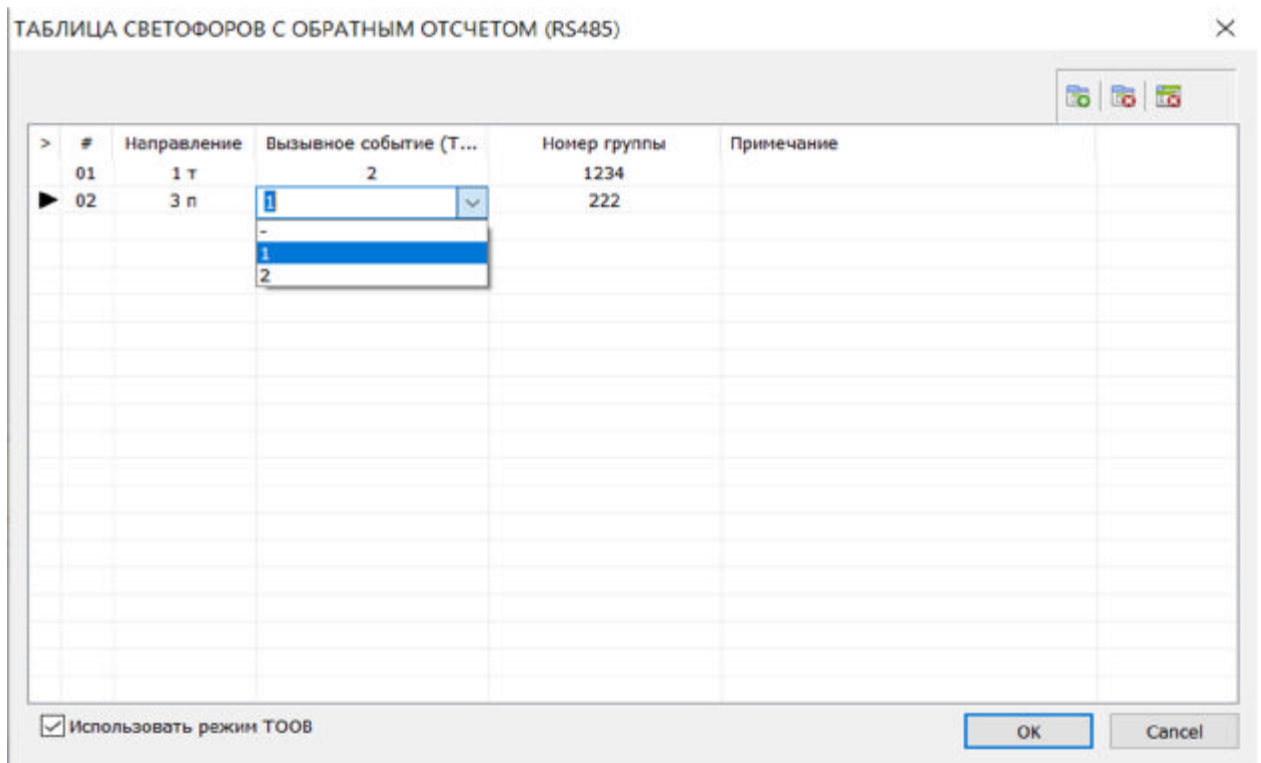 ТАБЛИЦА СВЕТОФОРОВ С ОБРАТНЫМ ОТСЧЕТОМ (RS485)
> # Направление Вызывное событие (Т... Номер группы Примечание
01 1 т 2 1234
02 3 п 1 222
-
1
2
Использовать режим ТООВ
OK Cancel